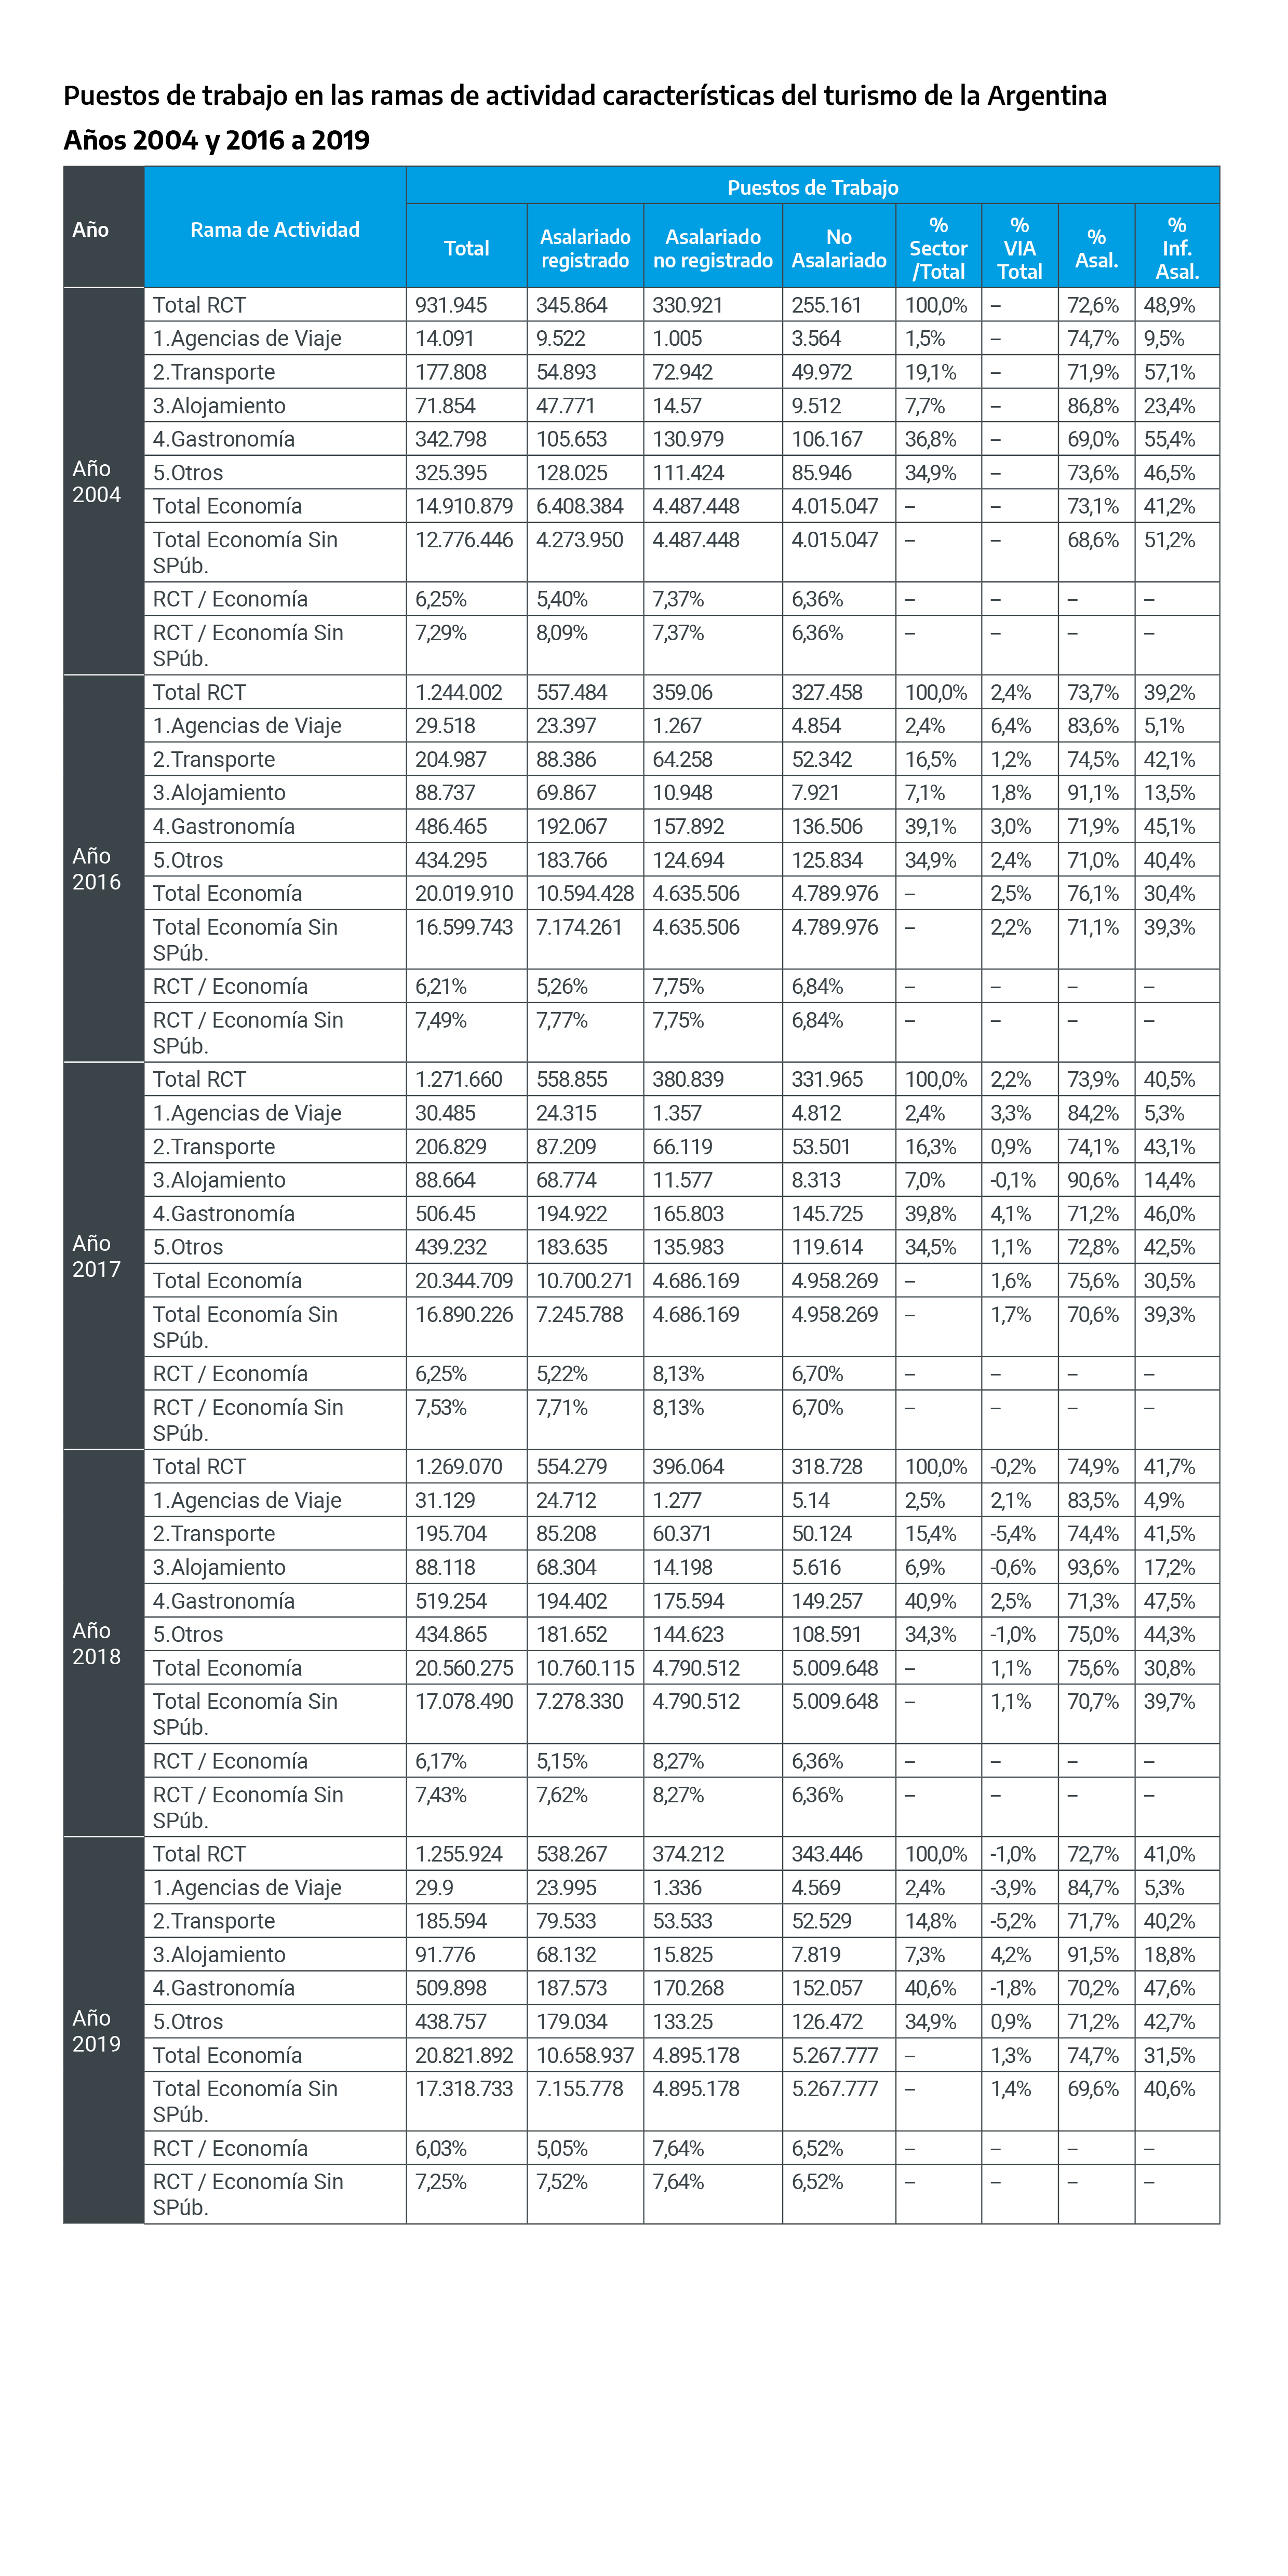 Puestos de trabajo en las ramas de actividad características del turismo de la Argentina
Años 2004 y 2016 a 2019
Año Rama de Actividad Puestos de Trabajo
Total Asalariado registrado Asalariado no registrado No Asalariado % Sector /Total % VIA Total % Asal. % Inf. Asal.
Año 2004
Total RCT 931.945 345.864 330.921 255.161 100,0% – 72,6% 48,9%
1.Agencias de Viaje 14.091 9.522 1.005 3.564 1,5% – 74,7% 9,5%
2.Transporte 177.808 54.893 72.942 49.972 19,1% – 71,9% 57,1%
3.Alojamiento 71.854 47.771 14.57 9.512 7,7% – 86,8% 23,4%
4.Gastronomía 342.798 105.653 130.979 106.167 36,8% – 69,0% 55,4%
5.Otros 325.395 128.025 111.424 85.946 34,9% – 73,6% 46,5%
Total Economía 14.910.879 6.408.384 4.487.448 4.015.047 – – 73,1% 41,2%
Total Economía Sin SPúb. 12.776.446 4.273.950 4.487.448 4.015.047 – – 68,6% 51,2%
RCT / Economía 6,25% 5,40% 7,37% 6,36% – – – –
RCT / Economía Sin SPúb. 7,29% 8,09% 7,37% 6,36% – – – –
Año 2016
Total RCT 1.244.002 557.484 359.06 327.458 100,0% 2,4% 73,7% 39,2%
1.Agencias de Viaje 29.518 23.397 1.267 4.854 2,4% 6,4% 83,6% 5,1%
2.Transporte 204.987 88.386 64.258 52.342 16,5% 1,2% 74,5% 42,1%
3.Alojamiento 88.737 69.867 10.948 7.921 7,1% 1,8% 91,1% 13,5%
4.Gastronomía 486.465 192.067 157.892 136.506 39,1% 3,0% 71,9% 45,1%
5.Otros 434.295 183.766 124.694 125.834 34,9% 2,4% 71,0% 40,4%
Total Economía 20.019.910 10.594.428 4.635.506 4.789.976 – 2,5% 76,1% 30,4%
Total Economía Sin SPúb. 16.599.743 7.174.261 4.635.506 4.789.976 – 2,2% 71,1% 39,3%
RCT / Economía 6,21% 5,26% 7,75% 6,84% – – – –
RCT / Economía Sin SPúb. 7,49% 7,77% 7,75% 6,84% – – – –
Año 2017
Total RCT 1.271.660 558.855 380.839 331.965 100,0% 2,2% 73,9% 40,5%
1.Agencias de Viaje 30.485 24.315 1.357 4.812 2,4% 3,3% 84,2% 5,3%
2.Transporte 206.829 87.209 66.119 53.501 16,3% 0,9% 74,1% 43,1%
3.Alojamiento 88.664 68.774 11.577 8.313 7,0% -0,1% 90,6% 14,4%
4.Gastronomía 506.45 194.922 165.803 145.725 39,8% 4,1% 71,2% 46,0%
5.Otros 439.232 183.635 135.983 119.614 34,5% 1,1% 72,8% 42,5%
Total Economía 20.344.709 10.700.271 4.686.169 4.958.269 – 1,6% 75,6% 30,5%
Total Economía Sin SPúb. 16.890.226 7.245.788 4.686.169 4.958.269 – 1,7% 70,6% 39,3%
RCT / Economía 6,25% 5,22% 8,13% 6,70% – – – –
RCT / Economía Sin SPúb. 7,53% 7,71% 8,13% 6,70% – – – –
Año 2018
Total RCT 1.269.070 554.279 396.064 318.728 100,0% -0,2% 74,9% 41,7%
1.Agencias de Viaje 31.129 24.712 1.277 5.14 2,5% 2,1% 83,5% 4,9%
2.Transporte 195.704 85.208 60.371 50.124 15,4% -5,4% 74,4% 41,5%
3.Alojamiento 88.118 68.304 14.198 5.616 6,9% -0,6% 93,6% 17,2%
4.Gastronomía 519.254 194.402 175.594 149.257 40,9% 2,5% 71,3% 47,5%
5.Otros 434.865 181.652 144.623 108.591 34,3% -1,0% 75,0% 44,3%
Total Economía 20.560.275 10.760.115 4.790.512 5.009.648 – 1,1% 75,6% 30,8%
Total Economía Sin SPúb. 17.078.490 7.278.330 4.790.512 5.009.648 – 1,1% 70,7% 39,7%
RCT / Economía 6,17% 5,15% 8,27% 6,36% – – – –
RCT / Economía Sin SPúb. 7,43% 7,62% 8,27% 6,36% – – – –
Año 2019
Total RCT 1.255.924 538.267 374.212 343.446 100,0% -1,0% 72,7% 41,0%
1.Agencias de Viaje 29.9 23.995 1.336 4.569 2,4% -3,9% 84,7% 5,3%
2.Transporte 185.594 79.533 53.533 52.529 14,8% -5,2% 71,7% 40,2%
3.Alojamiento 91.776 68.132 15.825 7.819 7,3% 4,2% 91,5% 18,8%
4.Gastronomía 509.898 187.573 170.268 152.057 40,6% -1,8% 70,2% 47,6%
5.Otros 438.757 179.034 133.25 126.472 34,9% 0,9% 71,2% 42,7%
Total Economía 20.821.892 10.658.937 4.895.178 5.267.777 – 1,3% 74,7% 31,5%
Total Economía Sin SPúb. 17.318.733 7.155.778 4.895.178 5.267.777 – 1,4% 69,6% 40,6%
RCT / Economía 6,03% 5,05% 7,64% 6,52% – – – –
RCT / Economía Sin SPúb. 7,25% 7,52% 7,64% 6,52% – – – –